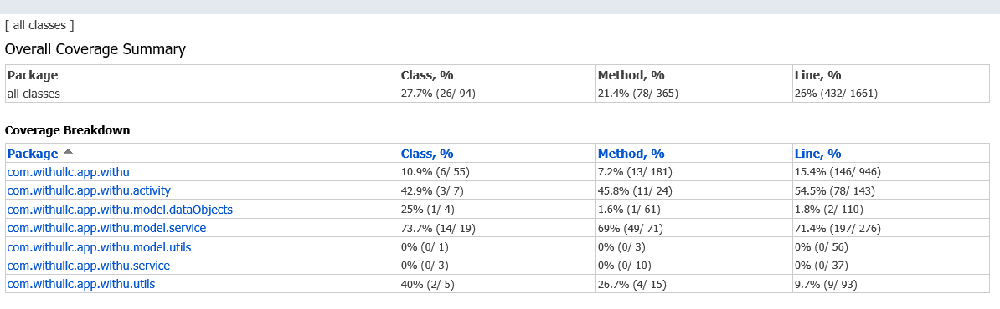 [ all classes ]
Overall Coverage Summary
Package Class, % Method, % Line, %
all classes 27.7% (26/ 94) 21.4% (78/ 365) 26% (432/ 1661)
Coverage Breakdown
Package Class, % Method, % Line, %
com.withullc.app.withu 10.9% (6/ 55) 7.2% (13/ 181) 15.4% (146/ 946)
com.withullc.app.withu.activity 42.9% (3/ 7) 45.8% (11/ 24) 54.5% (78/ 143)
com.withullc.app.withu.model.dataObjects 25% (1/ 4) 1.6% (1/ 61) 1.8% (2/ 110)
com.withullc.app.withu.model.service 73.7% (14/ 19) 69% (49/ 71) 71.4% (197/ 276)
com.withullc.app.withu.model.utils 0% (0/ 1) 0% (0/ 3) 0% (0/ 56)
com.withullc.app.withu.service 0% (0/ 3) 0% (0/ 10) 0% (0/ 37)
com.withullc.app.withu.utils 40% (2/ 5) 26.7% (4/ 15) 9.7% (9/ 93)